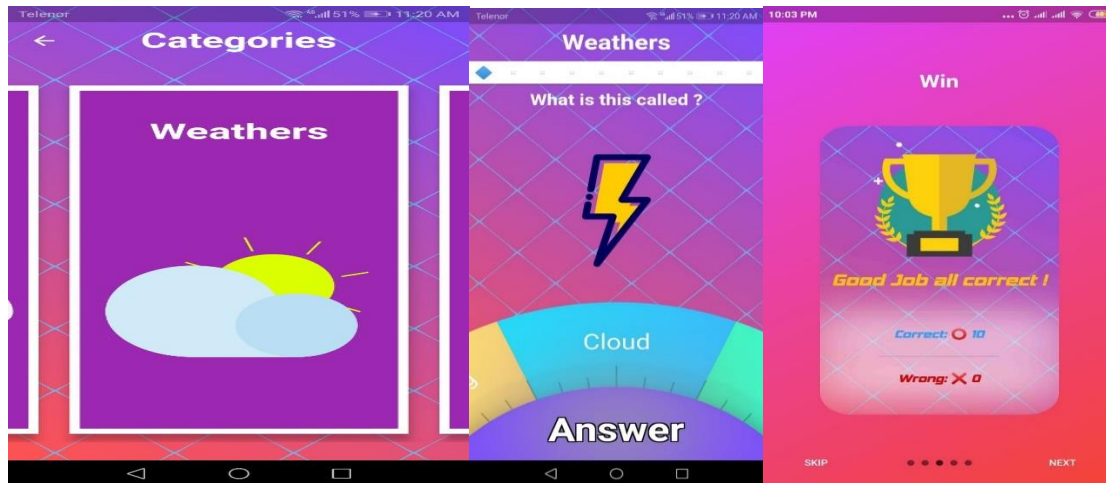 Telenor 51% 11:20 AM
Categories
Weathers
Telenor 51% 11:20 AM
Weathers
What is this called ?
Cloud
Answer
10:03 PM
Win
Good Job all correct !
Correct: 10
Wrong: 0
SKIP
NEXT